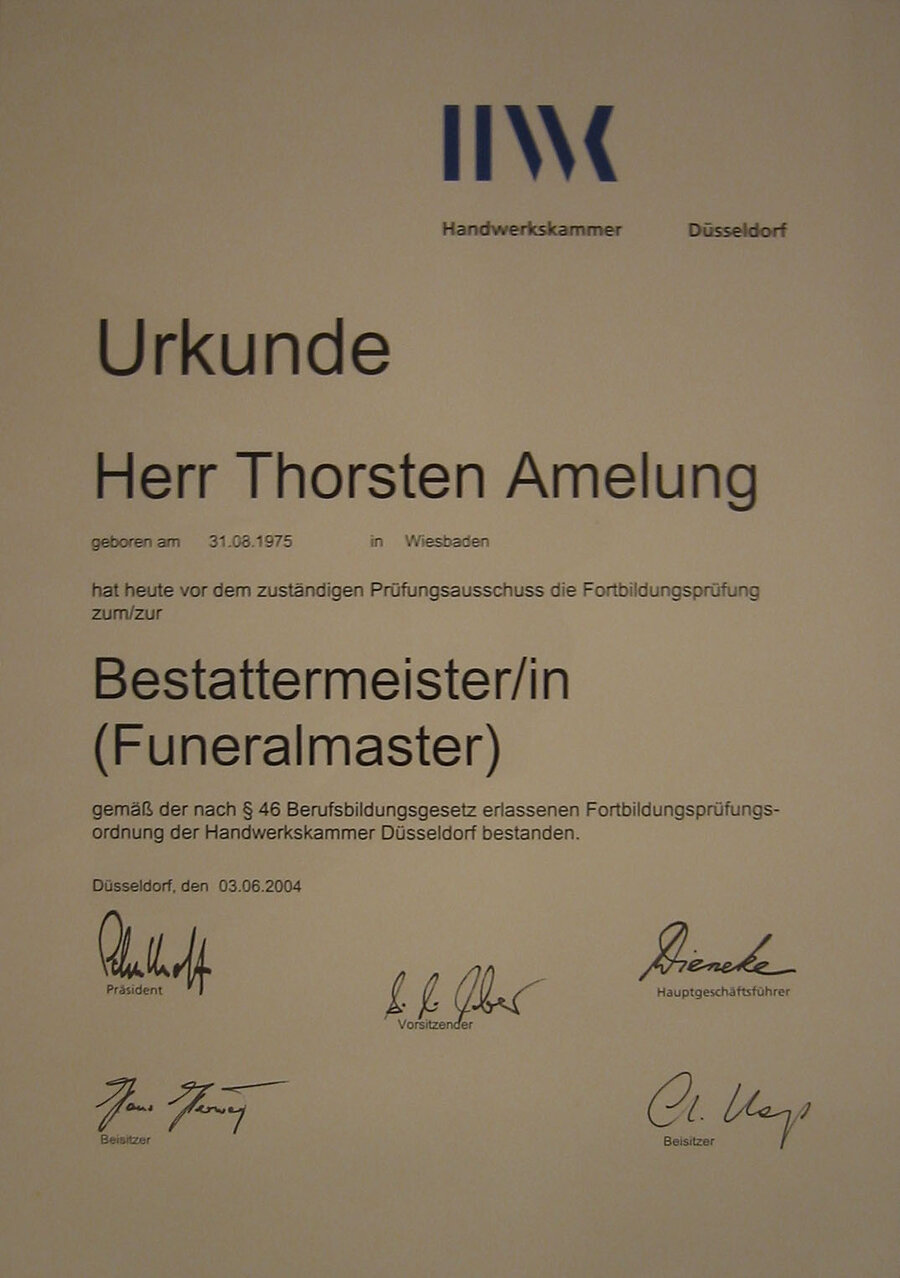 HWK
Handwerkskammer Düsseldorf
Urkunde
Herr Thorsten Amelung
geboren am 31.08.1975 in Wiesbaden
hat heute vor dem zuständigen Prüfungsausschuss die Fortbildungsprüfung
zum/zur
Bestattermeister/in
(Funeralmaster)
gemäß der nach § 46 Berufsbildungsgesetz erlassenen Fortbildungsprüfungs-
ordnung der Handwerkskammer Düsseldorf bestanden.
Düsseldorf, den 03.06.2004
Dieneke
Präsident
Hauptgeschäftsführer
Vorsitzender
Hans
Beisitzer
Beisitzer